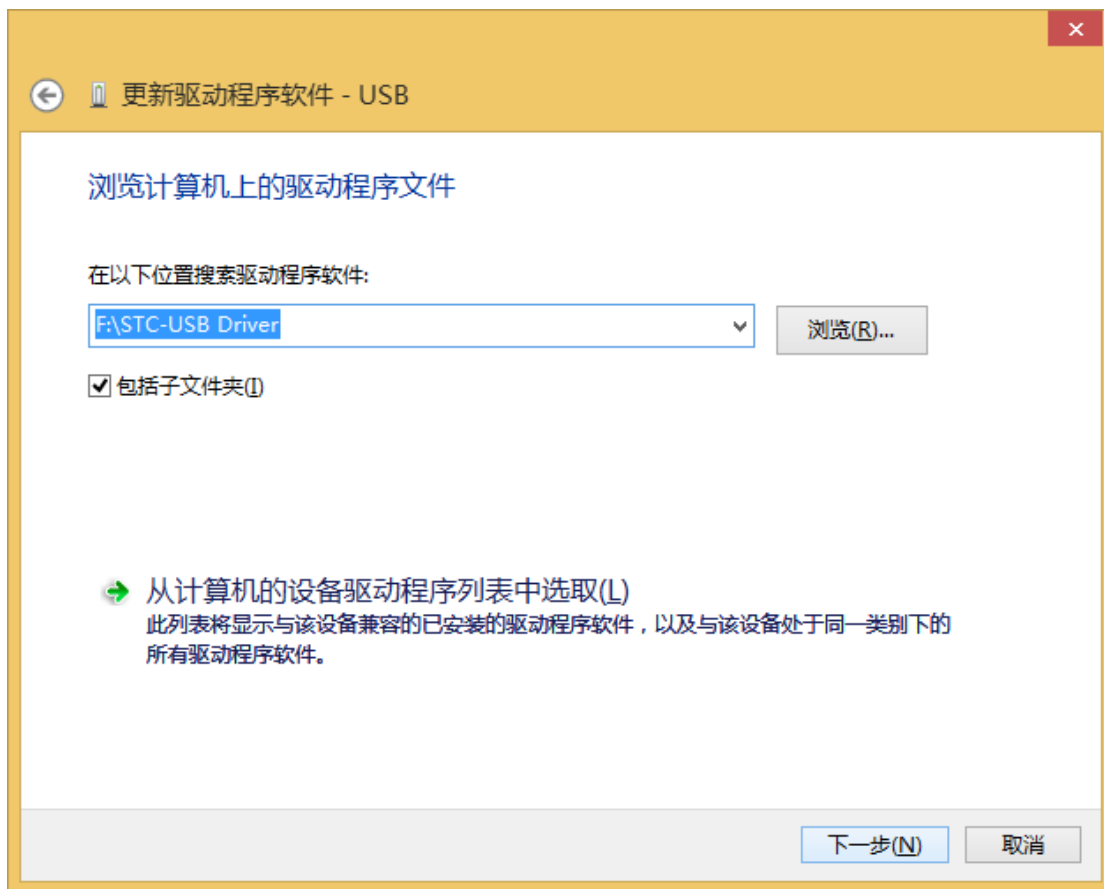 更新驱动程序软件 - USB
浏览计算机上的驱动程序文件
在以下位置搜索驱动程序软件:
F:\STC-USB Driver
浏览(R)...
包括子文件夹(I)
从计算机的设备驱动程序列表中选取(L)
此列表将显示与该设备兼容的已安装的驱动程序软件，以及与该设备处于同一类别下的
所有驱动程序软件。
下一步(N)
取消